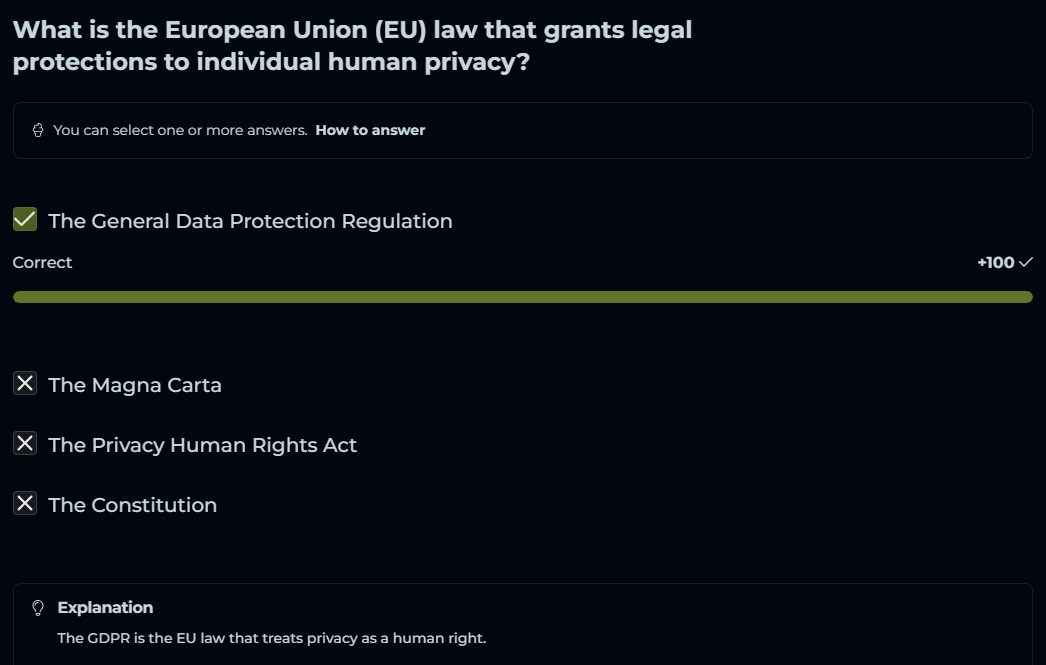 What is the European Union (EU) law that grants legal
protections to individual human privacy?
You can select one or more answers. How to answer
The General Data Protection Regulation
Correct
+100
The Magna Carta
The Privacy Human Rights Act
The Constitution
Explanation
The GDPR is the EU law that treats privacy as a human right.